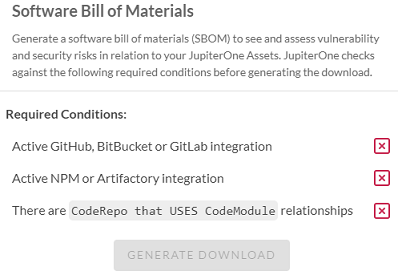 Software Bill of Materials
Generate a software bill of materials (SBOM) to see and assess vulnerability
and security risks in relation to your JupiterOne Assets. JupiterOne checks
against the following required conditions before generating the download.
Required Conditions:
Active GitHub, BitBucket or GitLab integration
Active NPM or Artifactory integration
There are CodeRepo that USES CodeModule relationships
GENERATE DOWNLOAD